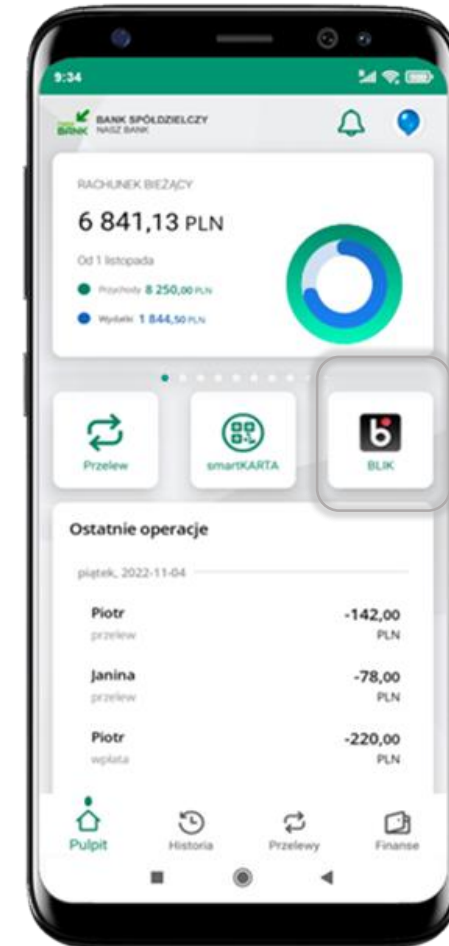 9:34
BANK SPÓŁDZIELCZY
NASZ BANK
RACHUNEK BIEŻĄCY
6 841,13 PLN
Od 1 listopada
Przychody 8 250,00 PLN
Wydatki 1 844,50 PLN
Przelew smartKARTA BLIK
Ostatnie operacje
piątek, 2022-11-04
Piotr -142,00
przelew PLN
Janina -78,00
przelew PLN
Piotr -220,00
wpłata PLN
Pulpit Historia Przelewy Finanse